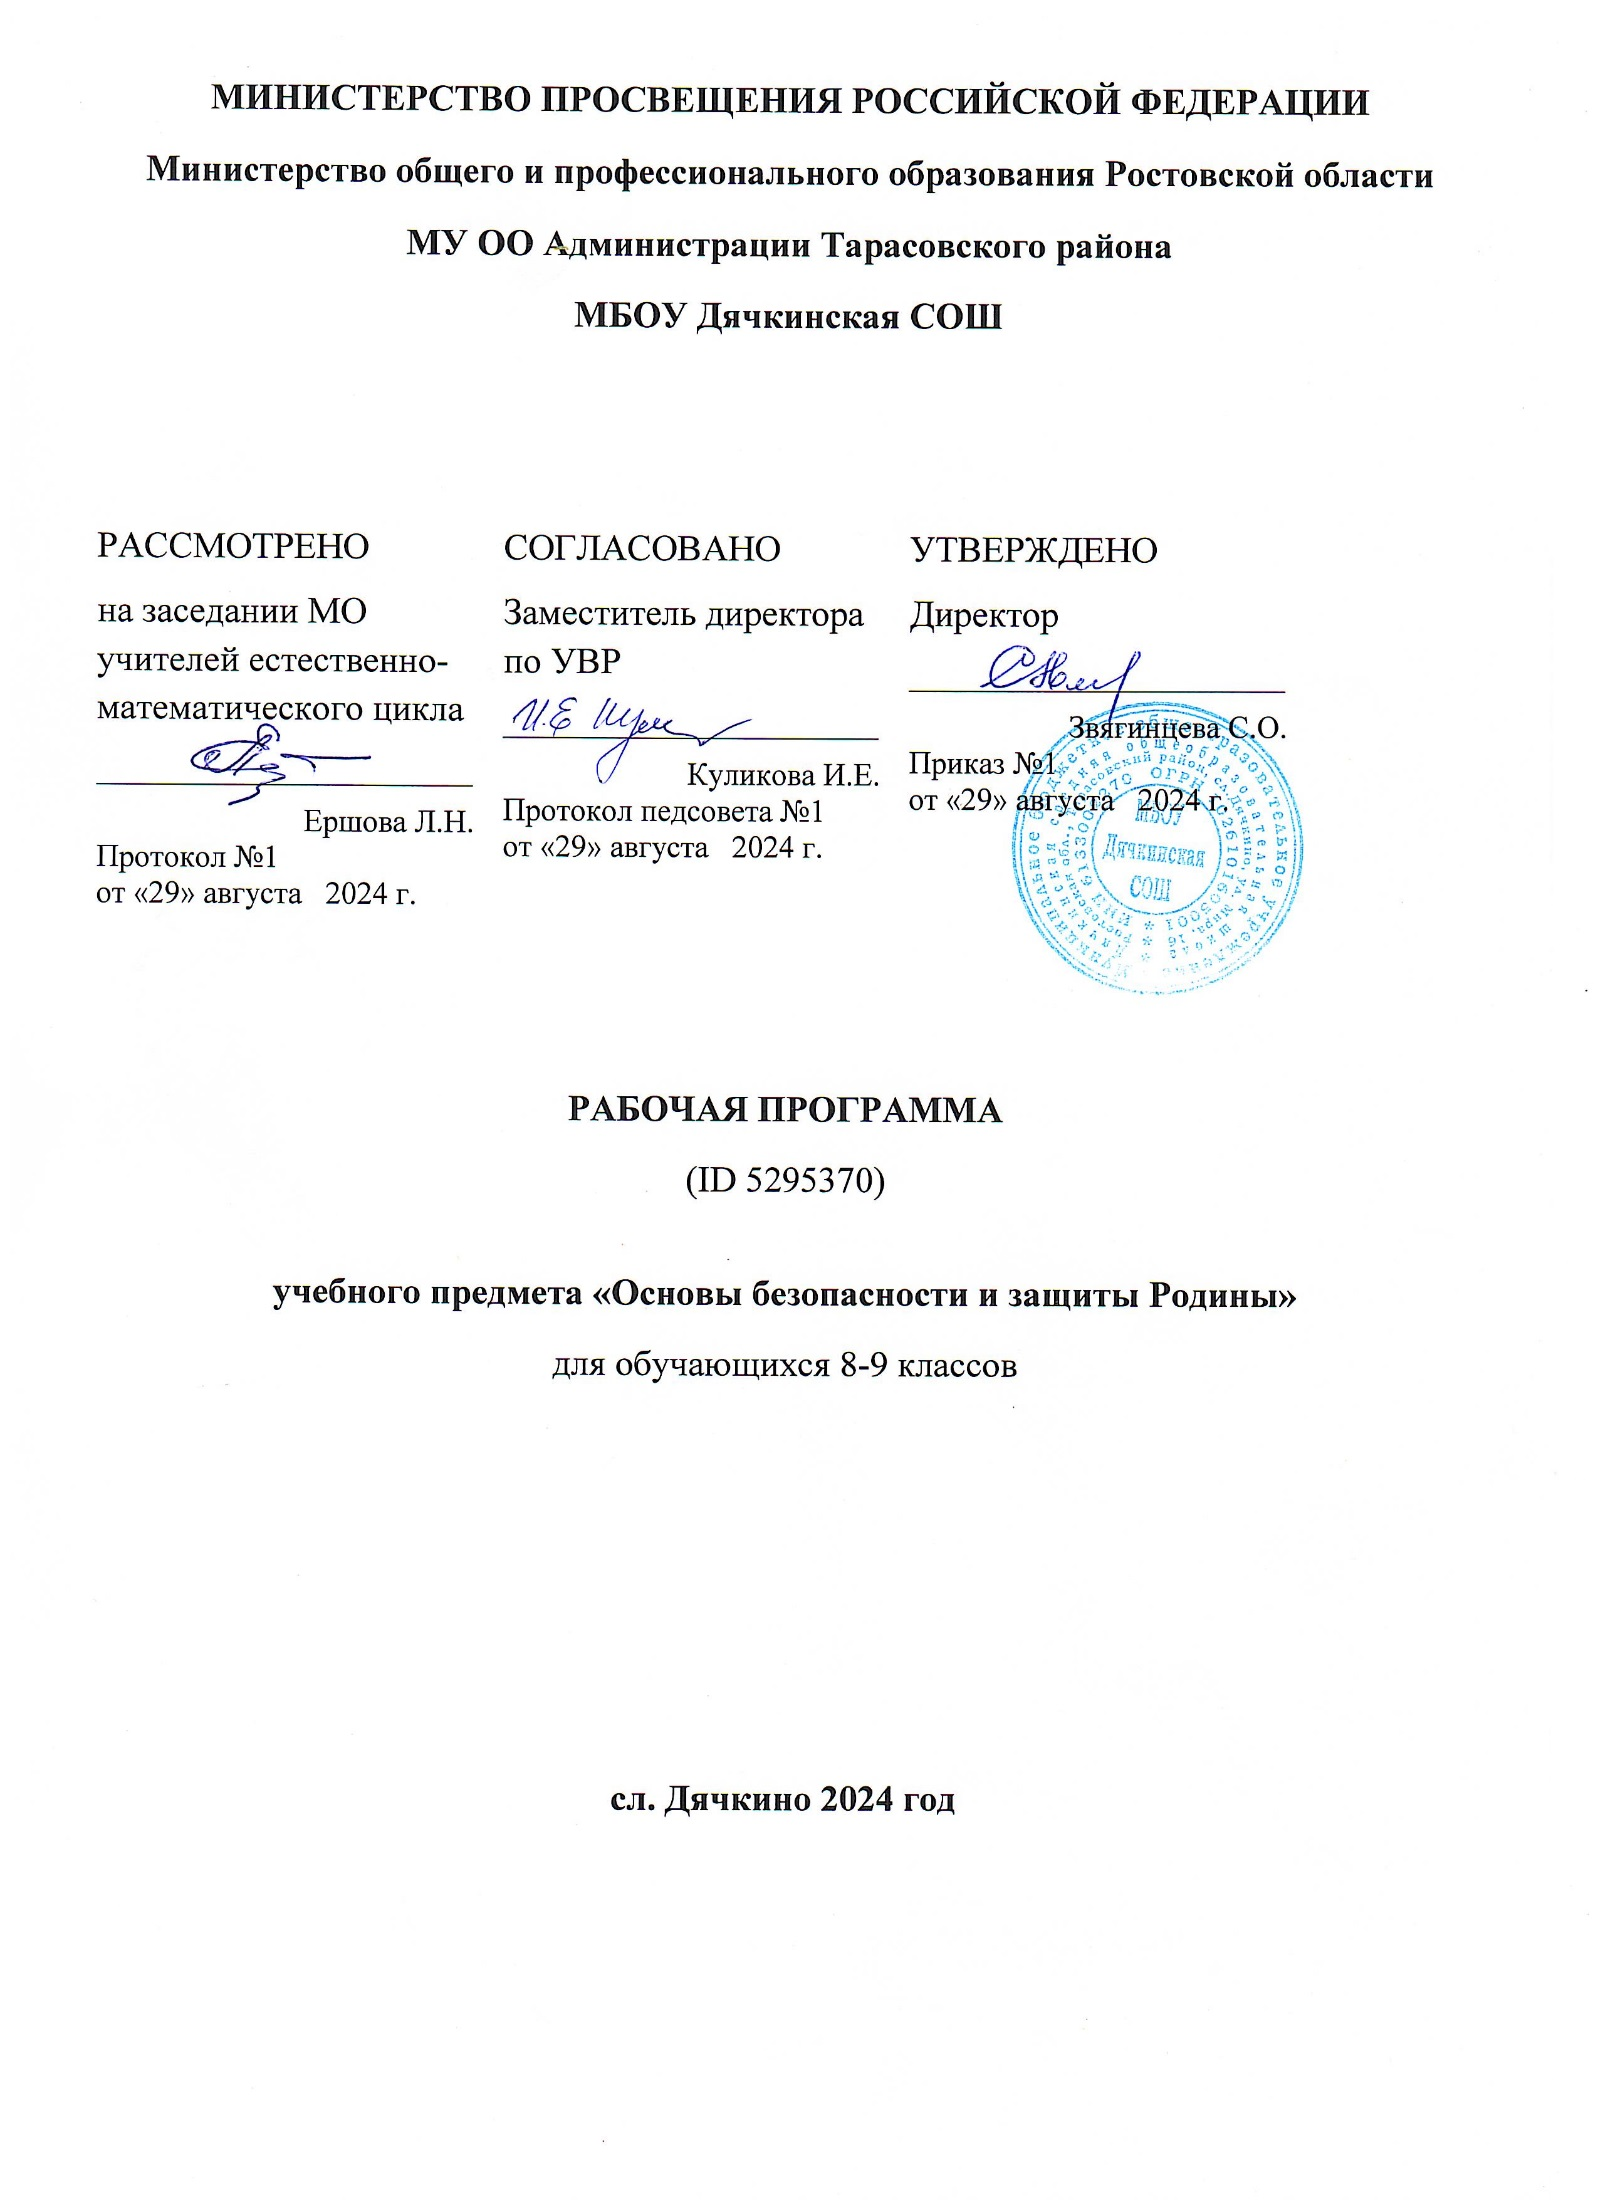 МИНИСТЕРСТВО ПРОСВЕЩЕНИЯ РОССИЙСКОЙ ФЕДЕРАЦИИ
Министерство общего и профессионального образования Ростовской области
МУ ОО Администрации Тарасовского района
МБОУ Дячкинская СОШ
РАССМОТРЕНО
на заседании МО
учителей естественно-
математического цикла
Ершова Л.Н.
Протокол №1
от «29» августа 2024 г.
СОГЛАСОВАНО
Заместитель директора
по УВР
Куликова И.Е.
Протокол педсовета №1
от «29» августа 2024 г.
УТВЕРЖДЕНО
Директор
Звягинцева С.О.
Приказ №1
от «29» августа 2024 г.
МБОУ
Дячкинская
СОШ
РАБОЧАЯ ПРОГРАММА
(ID 5295370)
учебного предмета «Основы безопасности и защиты Родины»
для обучающихся 8-9 классов
сл. Дячкино 2024 год